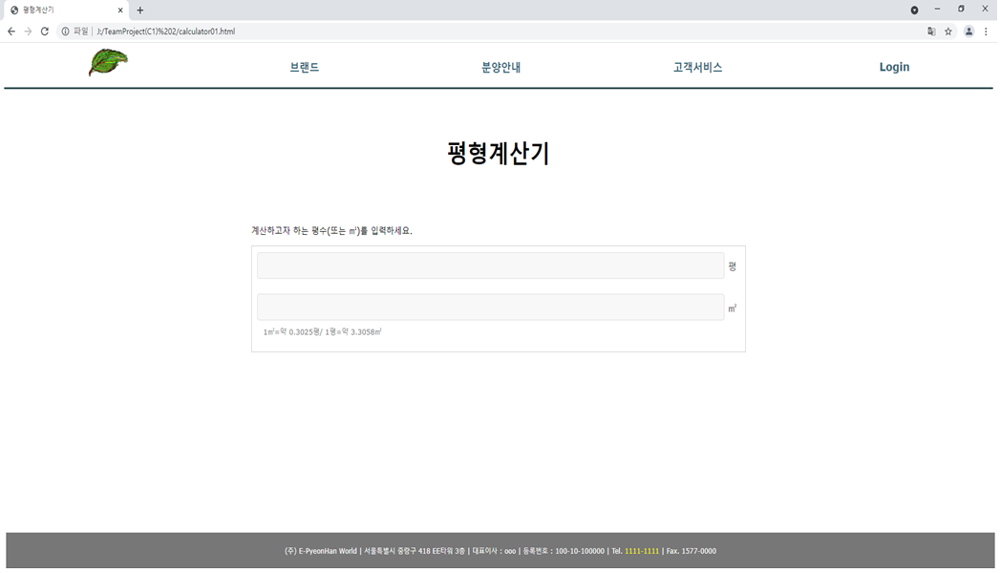 평형계산기
파일 J:/TeamProject(C1)%202/calculator01.html
브랜드 분양안내 고객서비스 Login
평형계산기
계산하고자 하는 평수(또는 ㎡)를 입력하세요.
평
㎡
1㎡=약 0.3025평/ 1평=약 3.3058㎡
(주) E-PyeonHan World | 서울특별시 중랑구 418 EE타워 3층 | 대표이사 : ooo | 등록번호 : 100-10-100000 | Tel. 1111-1111 | Fax. 1577-0000